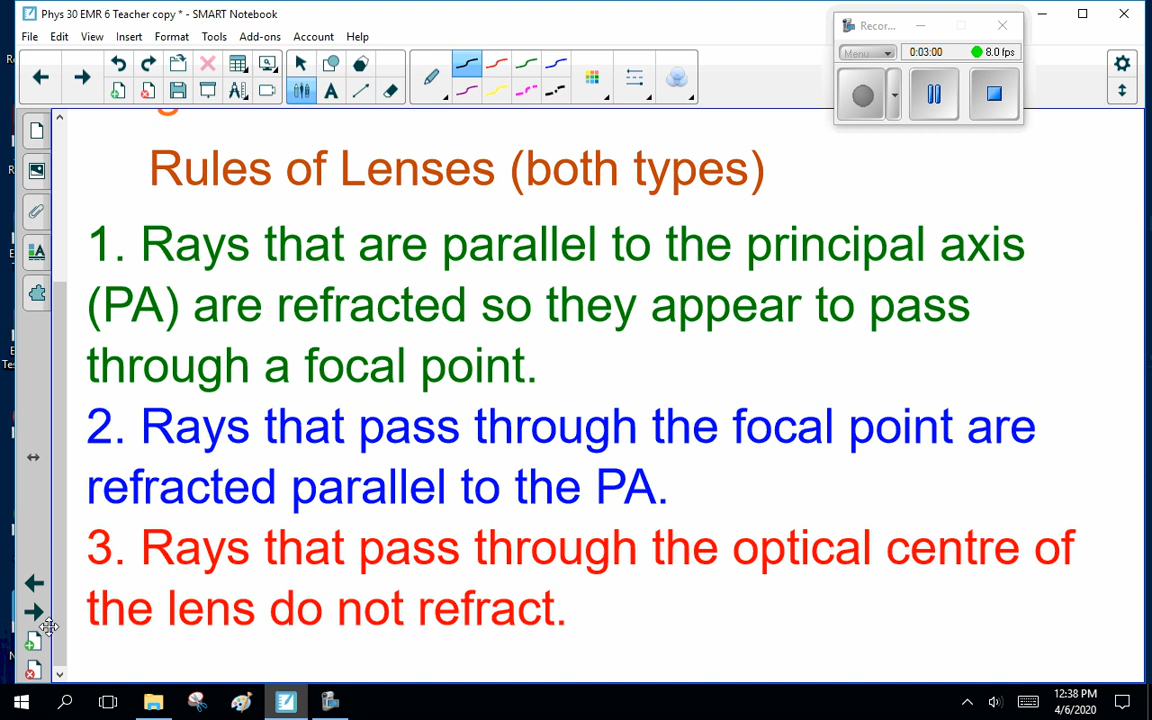 Phys 30 EMR 6 Teacher copy * - SMART Notebook
File Edit View Insert Format Tools Add-ons Account Help
Recor...
Menu 0:03:00 8.0 fps
Rules of Lenses (both types)
1. Rays that are parallel to the principal axis
(PA) are refracted so they appear to pass
through a focal point.
2. Rays that pass through the focal point are
refracted parallel to the PA.
3. Rays that pass through the optical centre of
the lens do not refract.
12:38 PM
4/6/2020